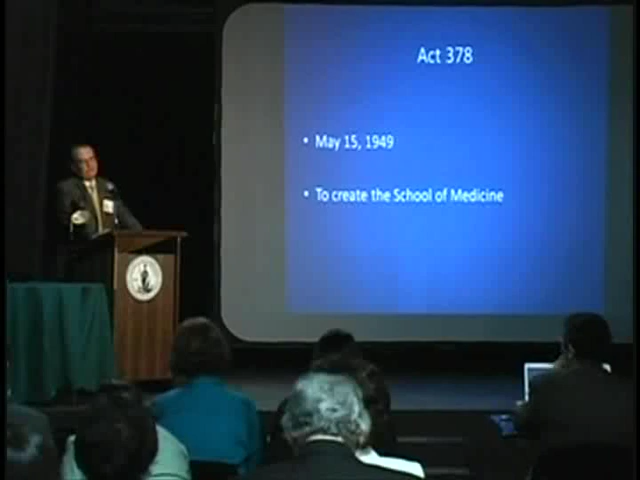 Act 378
• May 15, 1949
• To create the School of Medicine